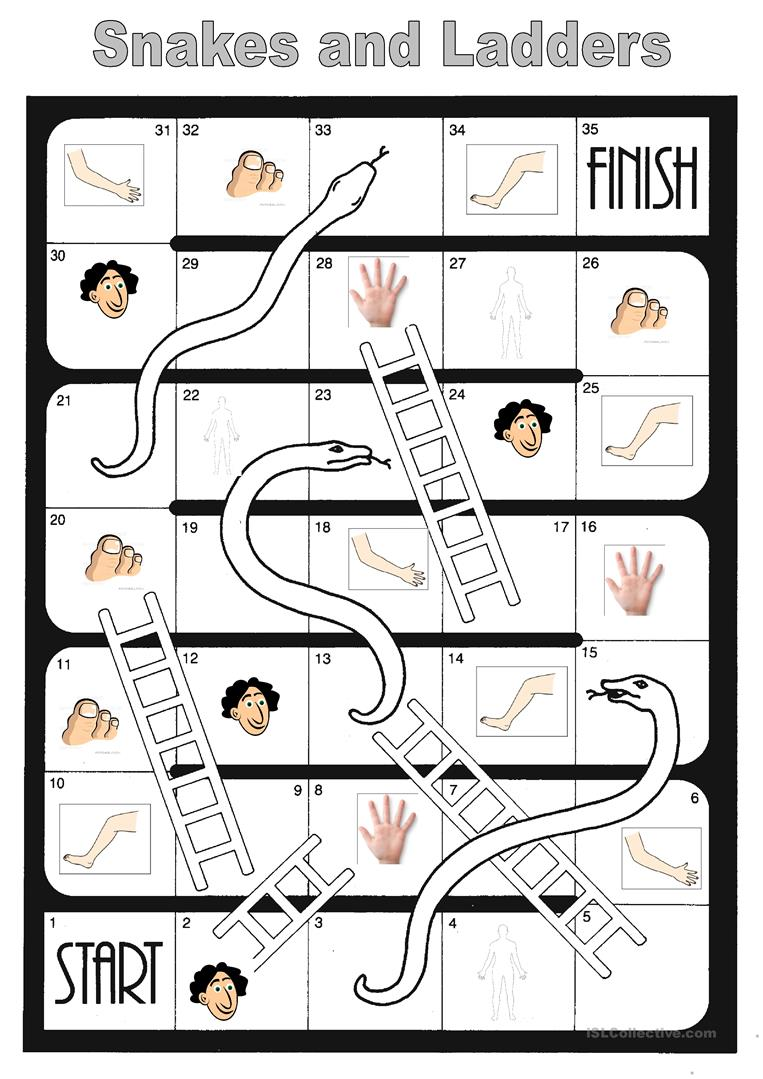 Snakes and Ladders
31 32 33 34 35
FINISH
30 29 28 27 26
21 22 23 24 25
20 19 18 17 16
11 12 13 14 15
10 9 8 7 6
1 2 3 4 5
START
iSLCollective.com